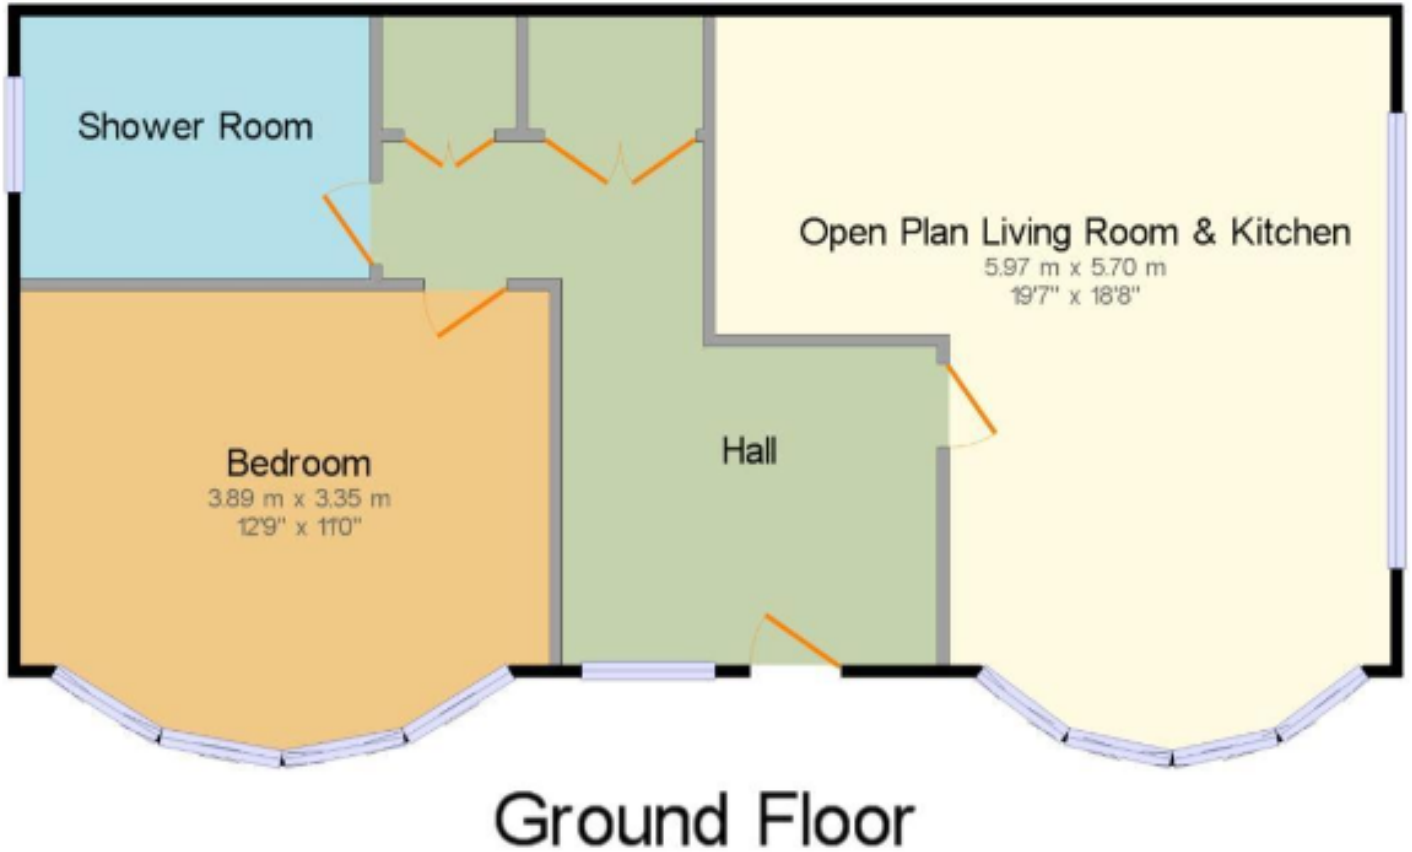 Shower Room
Open Plan Living Room & Kitchen
5.97 m x 5.70 m
19'7" x 18'8"
Hall
Bedroom
3.89 m x 3.35 m
12'9" x 11'0"
Ground Floor